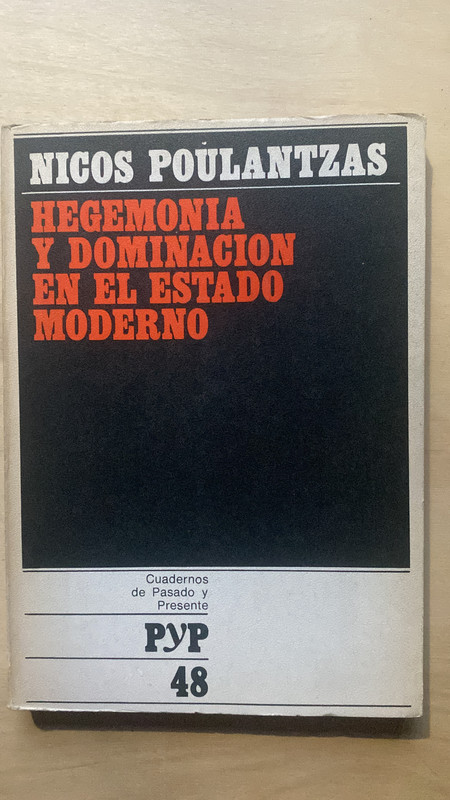 NICOS POULANTZAS
HEGEMONIA
Y DOMINACION
EN EL ESTADO
MODERNO
Cuadernos
de Pasado y
Presente
PyP
48